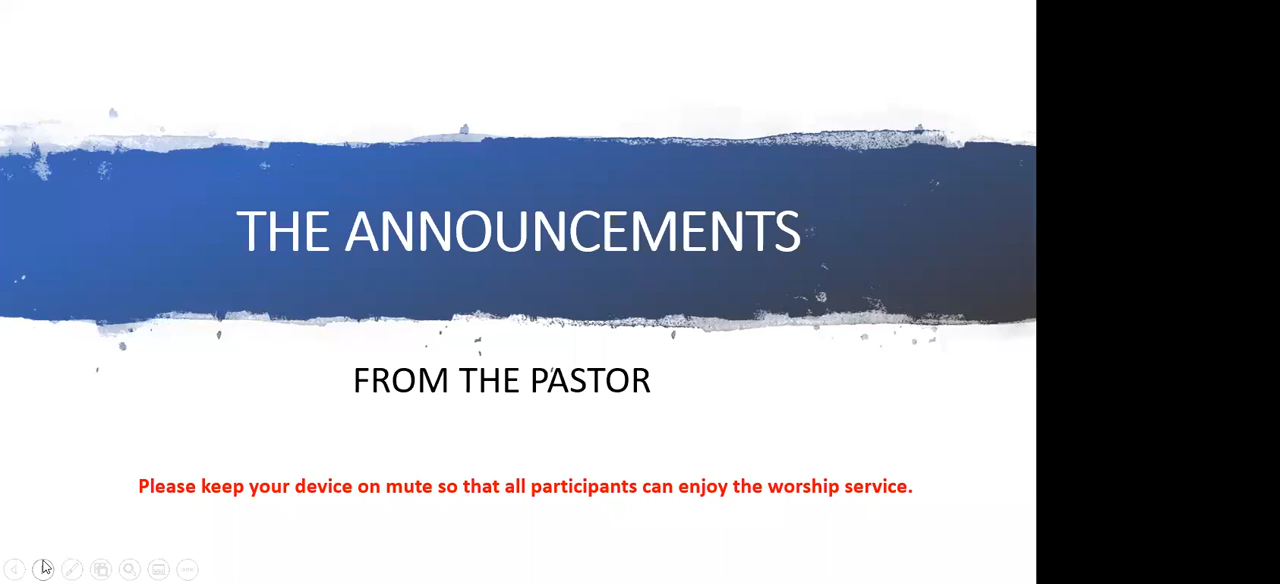 THE ANNOUNCEMENTS
FROM THE PASTOR
Please keep your device on mute so that all participants can enjoy the worship service.